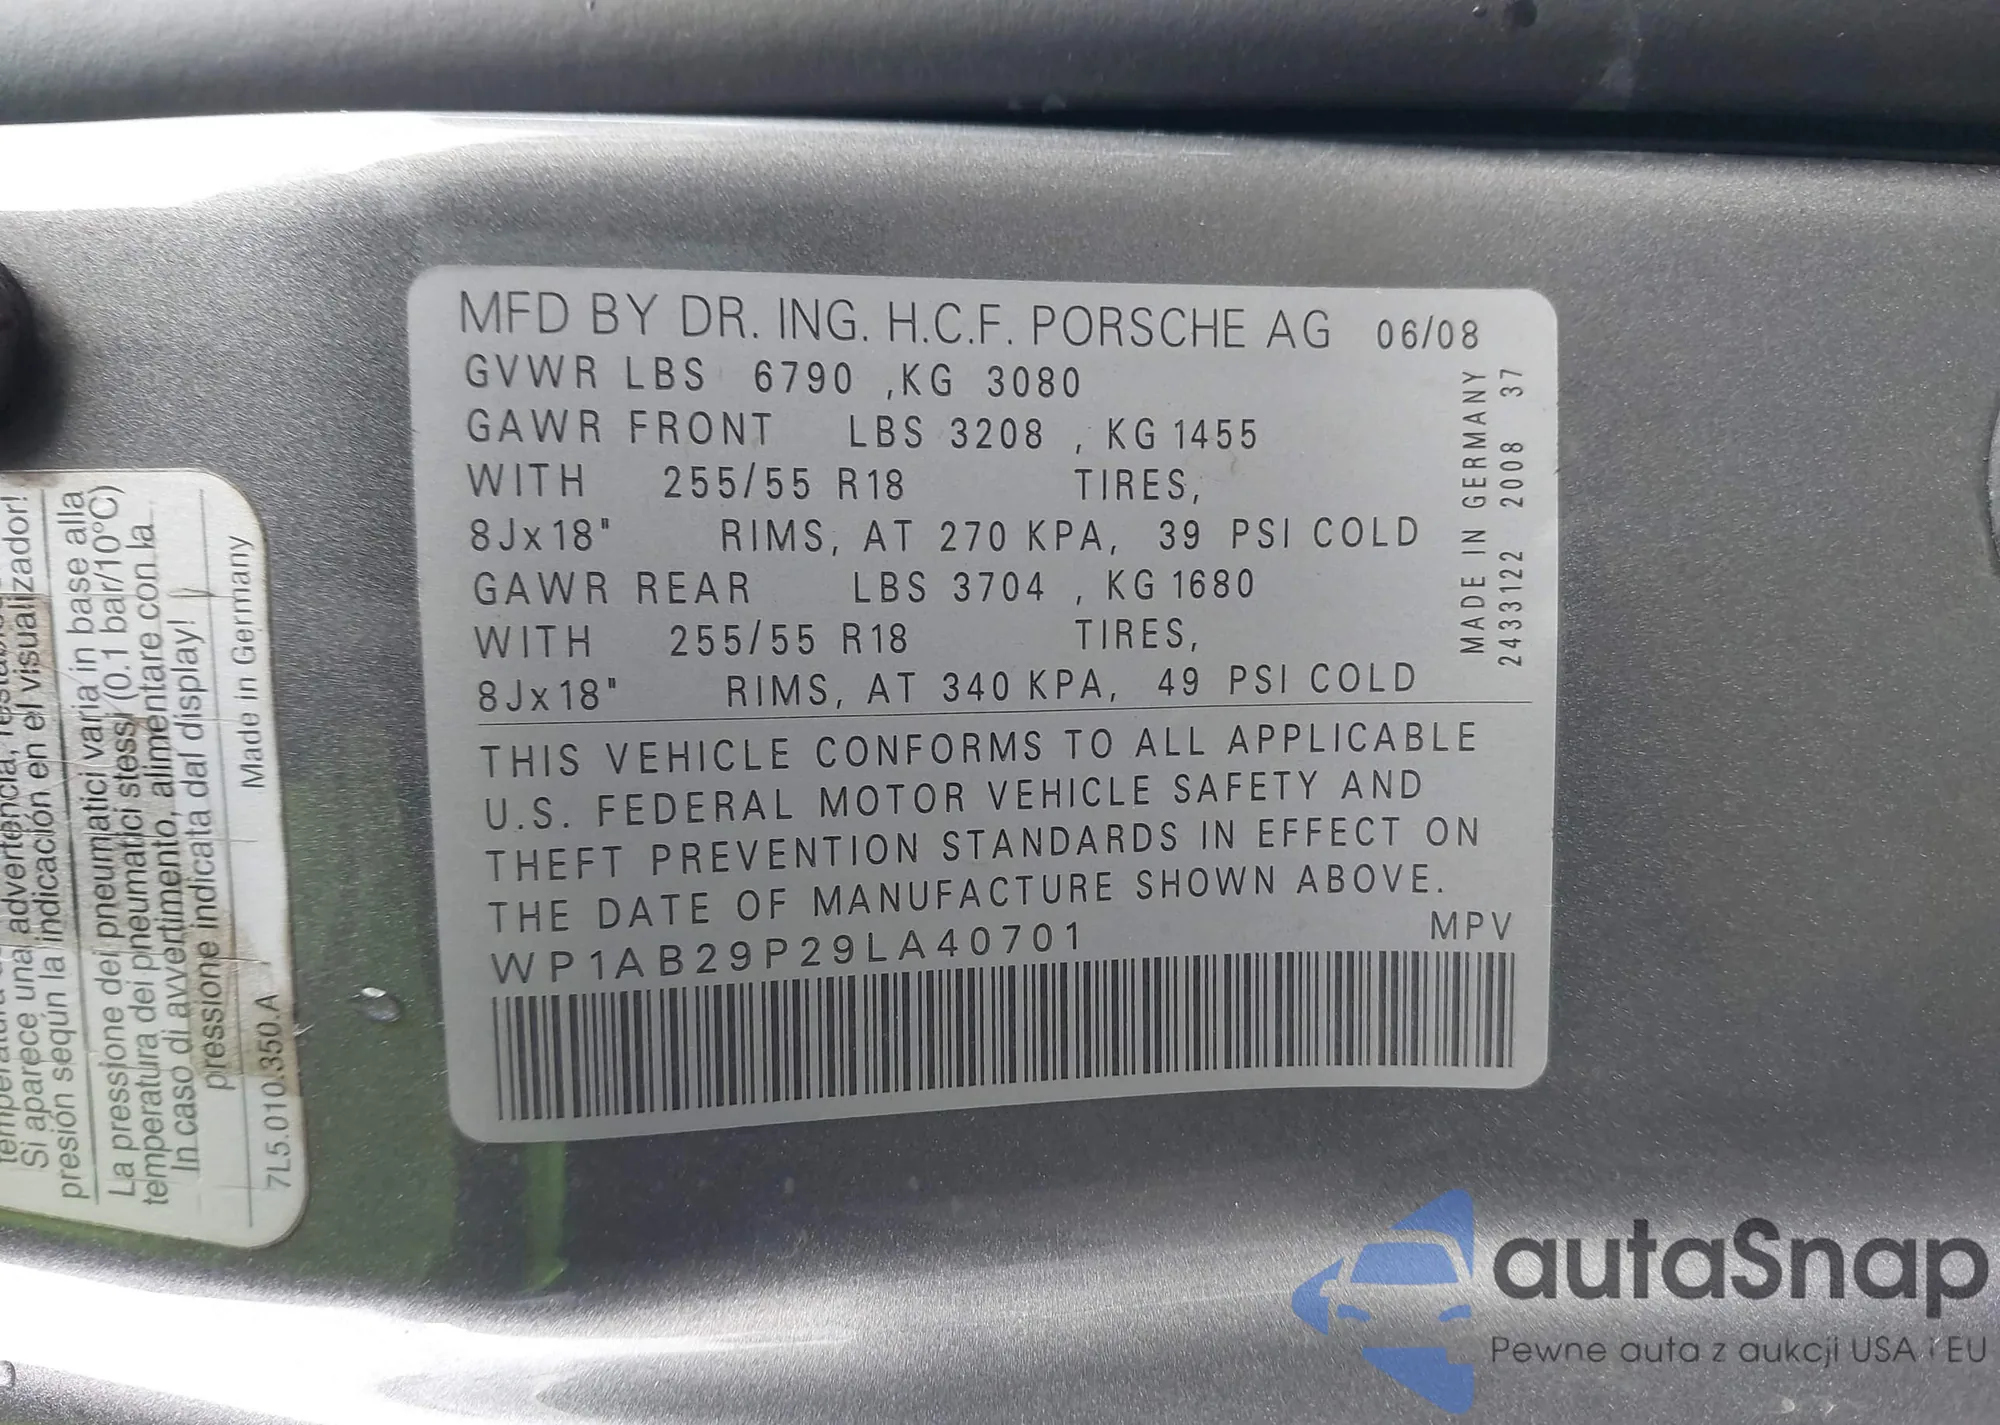 MFD BY DR. ING. H.C.F. PORSCHE AG 06/08
GVWR LBS 6790 ,KG 3080
GAWR FRONT LBS 3208 , KG 1455
WITH 255/55 R18 TIRES,
8Jx18" RIMS, AT 270 KPA, 39 PSI COLD
GAWR REAR LBS 3704 , KG 1680
WITH 255/55 R18 TIRES,
8Jx18" RIMS, AT 340 KPA, 49 PSI COLD
MADE IN GERMANY
2433122 2008 37
THIS VEHICLE CONFORMS TO ALL APPLICABLE
U.S. FEDERAL MOTOR VEHICLE SAFETY AND
THEFT PREVENTION STANDARDS IN EFFECT ON
THE DATE OF MANUFACTURE SHOWN ABOVE.
WP1AB29P29LA40701 MPV
Si aparece una advertencia,
presión según la indicación en el visualizador!
La pressione dei pneumatici varia in base alla
temperatura dei pneumatici stessi (0.1 bar/10°C)
In caso di avvertimento, alimentare con la
pressione indicata dal display!
7L5.010.350 A Made in Germany
autaSnap
Pewne auta z aukcji USA i EU